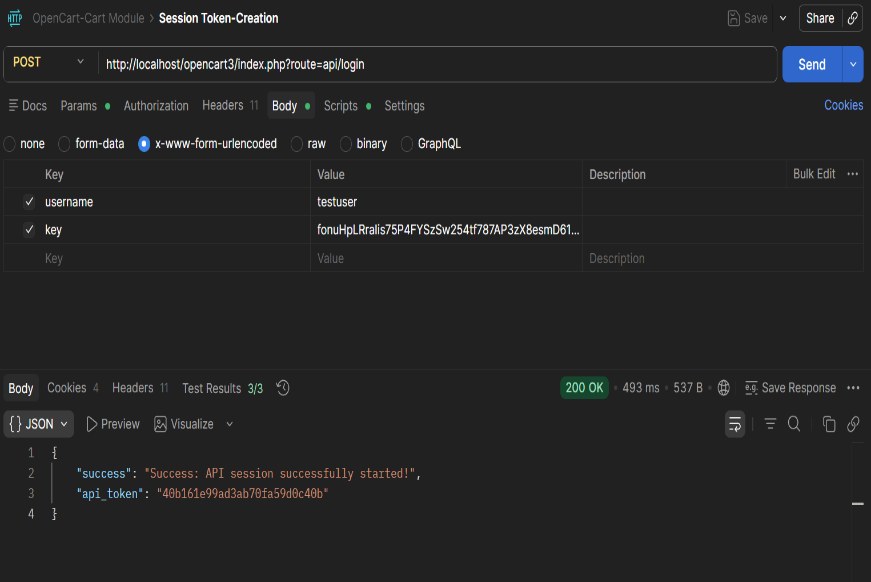 HTTP OpenCart-Cart Module > Session Token-Creation Save Share
POST http://localhost/opencart3/index.php?route=api/login Send
Docs Params Authorization Headers 11 Body Scripts Settings Cookies
none form-data x-www-form-urlencoded raw binary GraphQL
Key Value Description Bulk Edit ...
username testuser
key fonuHpLRralis75P4FYSzSw254tf787AP3zX8esmD61...
Key Value Description
Body Cookies 4 Headers 11 Test Results 3/3 200 OK • 493 ms • 537 B • e.g. Save Response ...
{} JSON Preview Visualize
1 {
2 "success": "Success: API session successfully started!",
3 "api_token": "40b161e99ad3ab70fa59d0c40b"
4 }